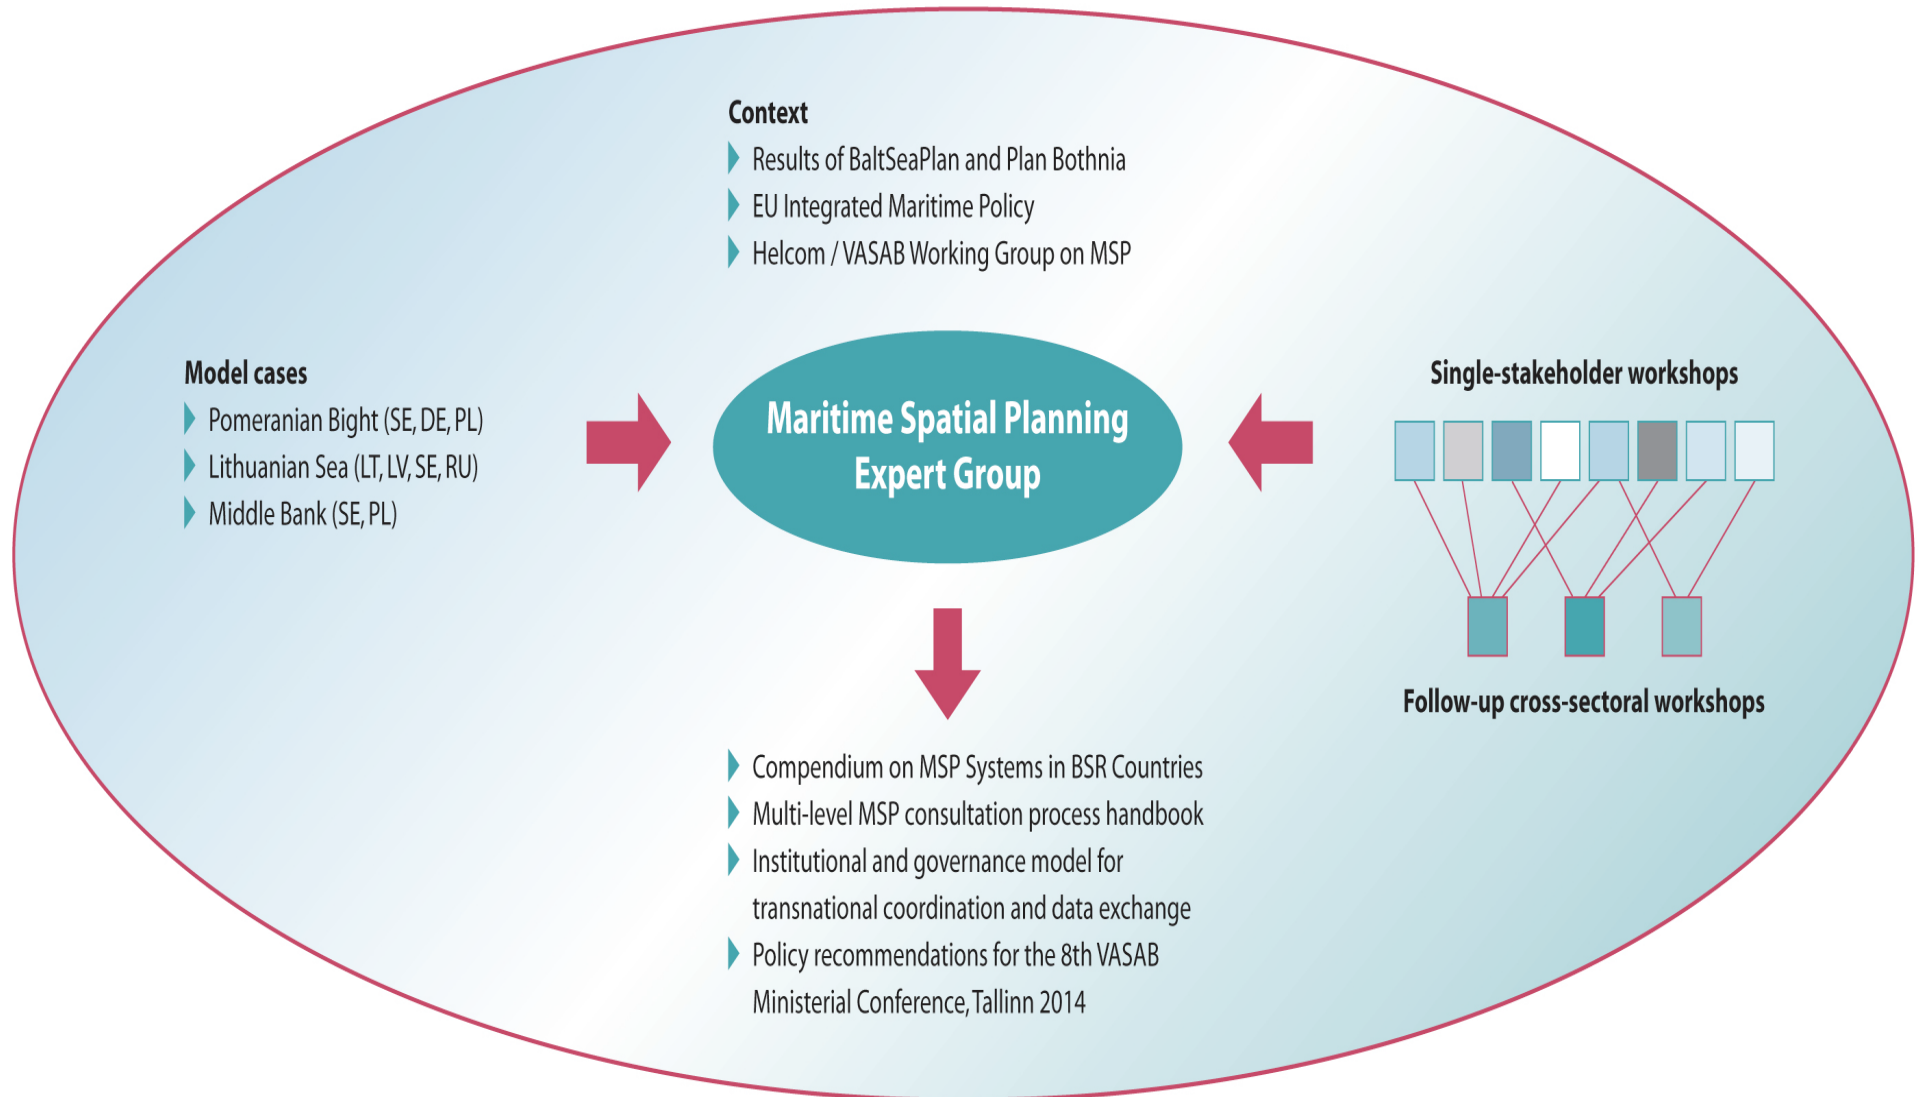 Context
Results of BaltSeaPlan and Plan Bothnia
EU Integrated Maritime Policy
Helcom / VASAB Working Group on MSP
Model cases
Pomeranian Bight (SE, DE, PL)
Lithuanian Sea (LT, LV, SE, RU)
Middle Bank (SE, PL)
Maritime Spatial Planning
Expert Group
Single-stakeholder workshops
Follow-up cross-sectoral workshops
Compendium on MSP Systems in BSR Countries
Multi-level MSP consultation process handbook
Institutional and governance model for
transnational coordination and data exchange
Policy recommendations for the 8th VASAB
Ministerial Conference, Tallinn 2014